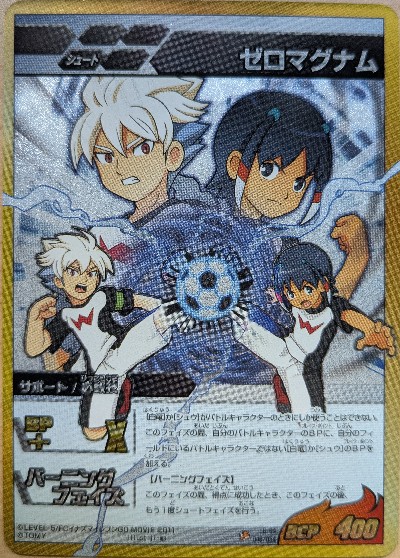 シュート
ゼロマグナム
サポート/
BP
+ X
バーニング
フェイズ
[白竜]か[シュウ]がバトルキャラクターのときにしか使うことはできない。
このフェイズの間、自分のバトルキャラクターのBPに、自分のフィ
ールドにいるバトルキャラクターではない[白竜]か[シュウ]のBPを
加える。
【バーニングフェイズ】
このフェイズの間、得点に成功したとき、このフェイズの後、
もう1度シュートフェイズを行う。
©LEVEL-5/FCイナズマイレブンGO MOVIE 2011
©TOMY
BCP 400